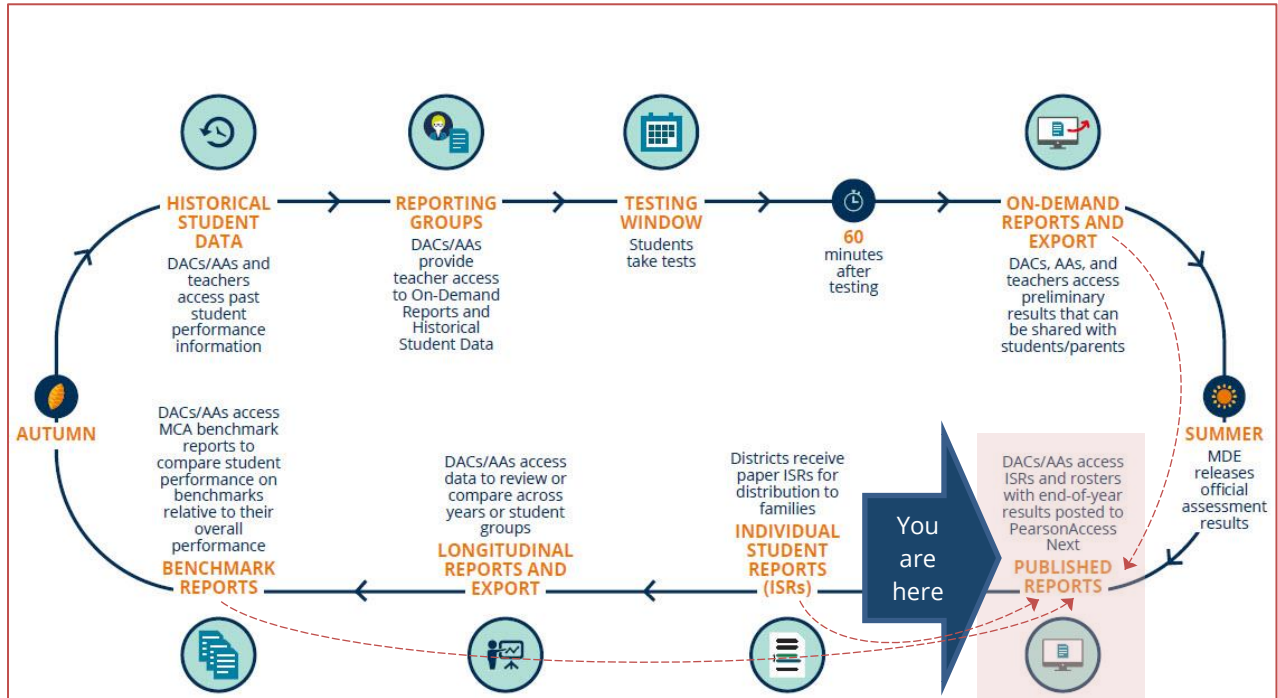 HISTORICAL
STUDENT
DATA
DACs/AAs and
teachers
access past
student
performance
information
REPORTING
GROUPS
DACs/AAs
provide
teacher access
to On-Demand
Reports and
Historical
Student Data
TESTING
WINDOW
Students
take tests
60
minutes
after
testing
ON-DEMAND
REPORTS AND
EXPORT
DACs, AAs, and
teachers access
preliminary
results that can
be shared with
students/parents
SUMMER
MDE
releases
official
assessment
results
DACs/AAs access
ISRs and rosters
with end-of-year
results posted to
PearsonAccess
Next
PUBLISHED
REPORTS
You
are
here
Districts receive
paper ISRs for
distribution to
families
INDIVIDUAL
STUDENT
REPORTS
(ISRs)
DACs/AAs access
data to review or
compare across
years or student
groups
LONGITUDINAL
REPORTS AND
EXPORT
DACs/AAs access
MCA benchmark
reports to
compare student
performance on
benchmarks
relative to their
overall
performance
BENCHMARK
REPORTS
AUTUMN